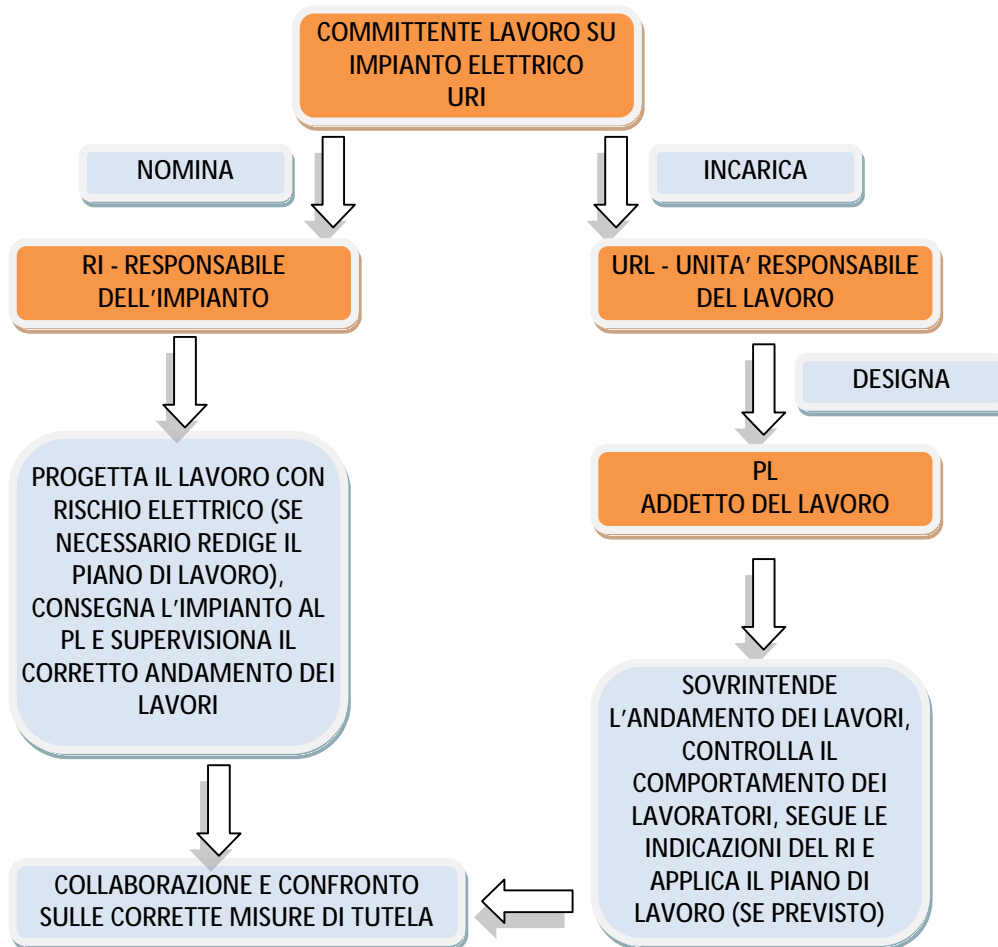 COMMITTENTE LAVORO SU
IMPIANTO ELETTRICO
URI
NOMINA
INCARICA
RI - RESPONSABILE
DELL'IMPIANTO
URL - UNITA' RESPONSABILE
DEL LAVORO
DESIGNA
PROGETTA IL LAVORO CON
RISCHIO ELETTRICO (SE
NECESSARIO REDIGE IL
PIANO DI LAVORO),
CONSEGNA L'IMPIANTO AL
PL E SUPERVISIONA IL
CORRETTO ANDAMENTO DEI
LAVORI
PL
ADDETTO DEL LAVORO
SOVRINTENDE
L'ANDAMENTO DEI LAVORI,
CONTROLLA IL
COMPORTAMENTO DEI
LAVORATORI, SEGUE LE
INDICAZIONI DEL RI E
APPLICA IL PIANO DI
LAVORO (SE PREVISTO)
COLLABORAZIONE E CONFRONTO
SULLE CORRETTE MISURE DI TUTELA